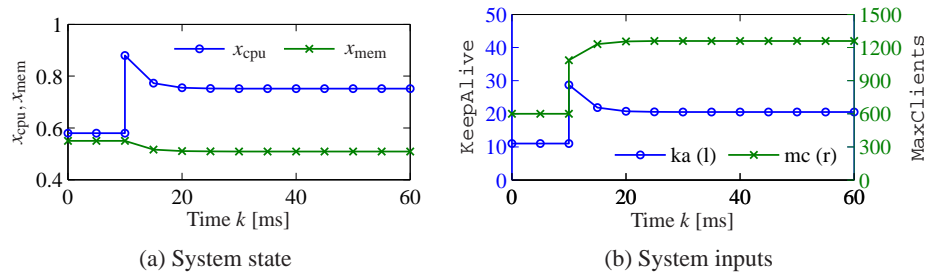 1
0.8
0.6
0.4
x_cpu, x_mem
x_cpu x_mem
0 20 40 60
Time k [ms]
(a) System state
50
40
30
20
10
0
KeepAlive
1500
1200
900
600
300
0
MaxClients
ka (l) mc (r)
0 20 40 60
Time k [ms]
(b) System inputs